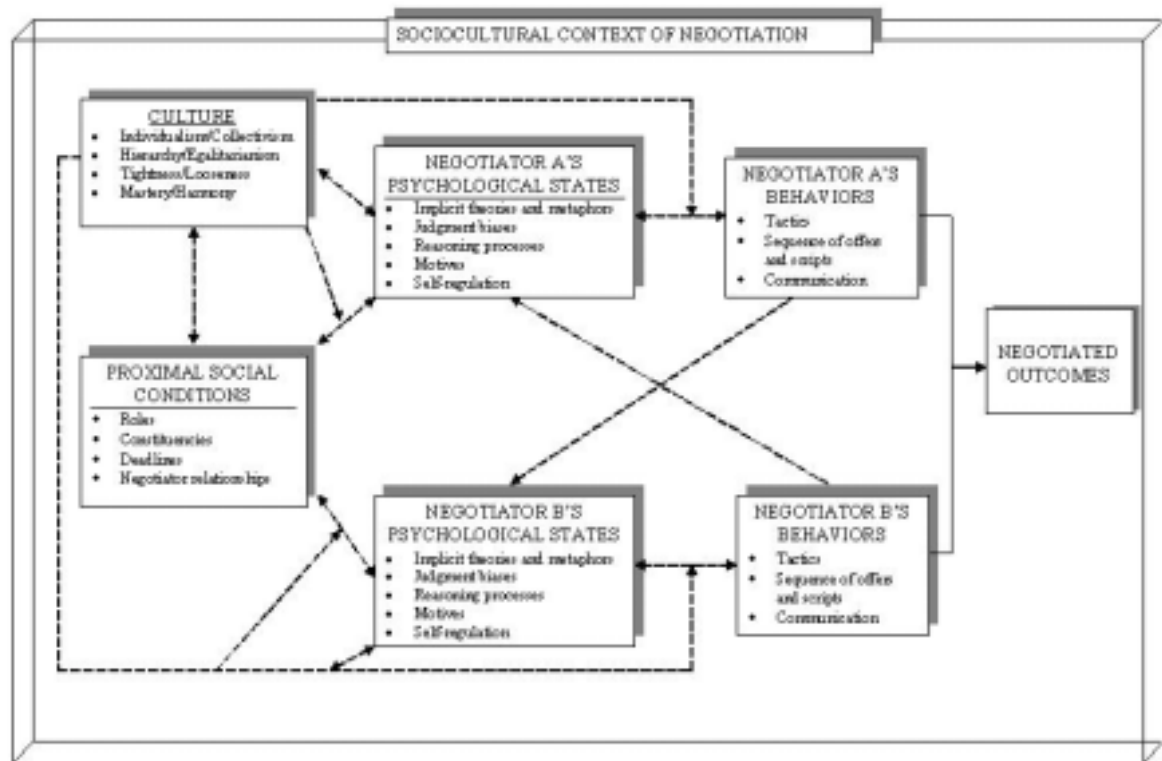 SOCIOCULTURAL CONTEXT OF NEGOTIATION
CULTURE
• Individualism/Collectivism
• Hierarchy/Egalitarianism
• Tightness/Looseness
• Mastery/Harmony
NEGOTIATOR A'S
PSYCHOLOGICAL STATES
• Implicit theories and metaphors
• Judgment biases
• Reasoning processes
• Motives
• Self-regulation
NEGOTIATOR A'S
BEHAVIORS
• Tactics
• Sequence of offers
and scripts
• Communication
PROXIMAL SOCIAL
CONDITIONS
• Roles
• Constituencies
• Deadlines
• Negotiator relationships
NEGOTIATED
OUTCOMES
NEGOTIATOR B'S
PSYCHOLOGICAL STATES
• Implicit theories and metaphors
• Judgment biases
• Reasoning processes
• Motives
• Self-regulation
NEGOTIATOR B'S
BEHAVIORS
• Tactics
• Sequence of offers
and scripts
• Communication